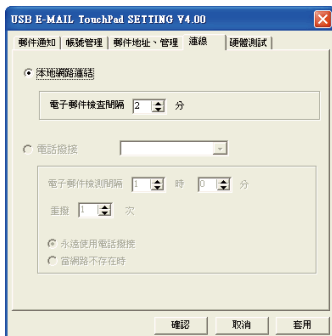 USB E-MAIL TouchPad SETTING V4.00
郵件通知 帳號管理 郵件地址、管理 連線 硬體測試
本地網路連結
電子郵件檢查間隔 2 分
電話撥接
電子郵件檢測間隔 1 時 0 分
重撥 1 次
永遠使用電話撥接
當網路不存在時
確認 取消 套用